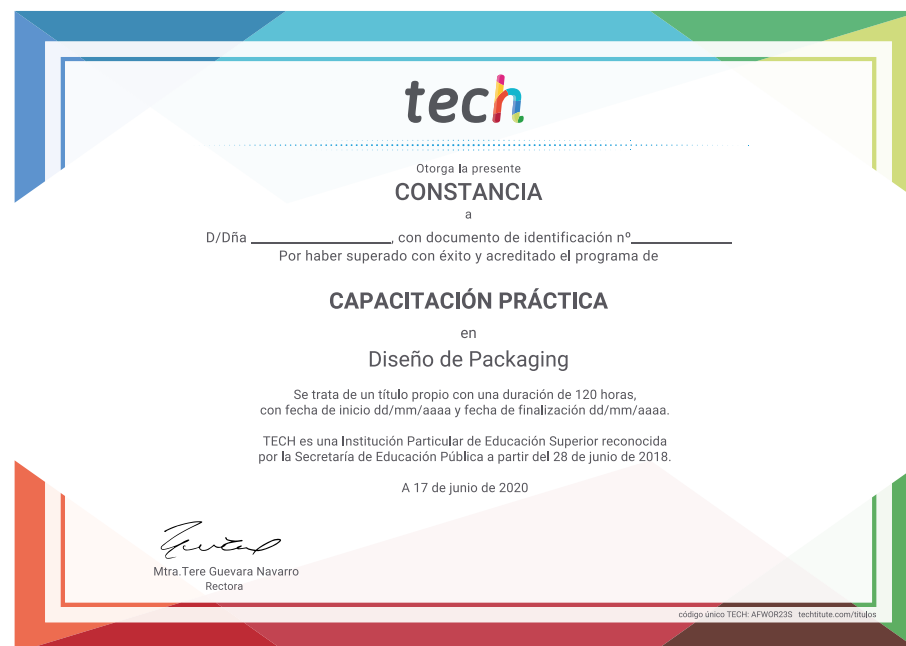 tech
Otorga la presente
CONSTANCIA
a
D/Dña ____________________, con documento de identificación nº______________
Por haber superado con éxito y acreditado el programa de
CAPACITACIÓN PRÁCTICA
en
Diseño de Packaging
Se trata de un título propio con una duración de 120 horas,
con fecha de inicio dd/mm/aaaa y fecha de finalización dd/mm/aaaa.
TECH es una Institución Particular de Educación Superior reconocida
por la Secretaría de Educación Pública a partir del 28 de junio de 2018.
A 17 de junio de 2020
Mtra.Tere Guevara Navarro
Rectora
código único TECH: AFWOR23S techtitute.com/titulos